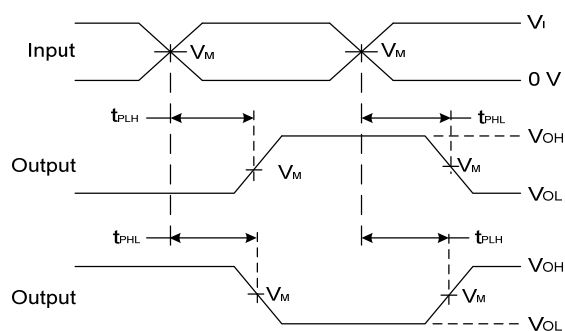 Input VM VM VI
0 V
tPLH tPHL
VOH
Output VM VM
VOL
tPHL tPLH
VOH
Output VM VM
VOL